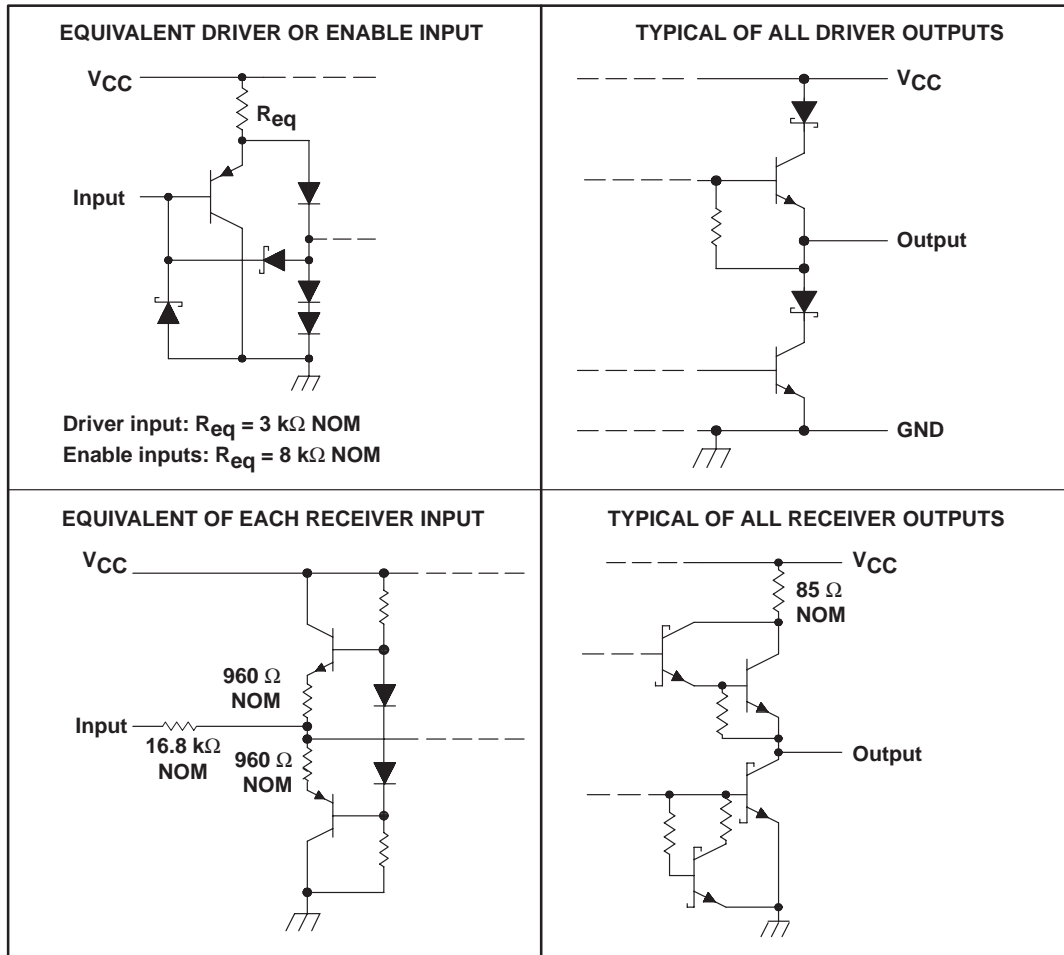 EQUIVALENT DRIVER OR ENABLE INPUT
VCC
Req
Input
Driver input: Req = 3 kΩ NOM
Enable inputs: Req = 8 kΩ NOM
TYPICAL OF ALL DRIVER OUTPUTS
VCC
Output
GND
EQUIVALENT OF EACH RECEIVER INPUT
VCC
960 Ω
NOM
Input
16.8 kΩ
NOM
960 Ω
NOM
TYPICAL OF ALL RECEIVER OUTPUTS
VCC
85 Ω
NOM
Output